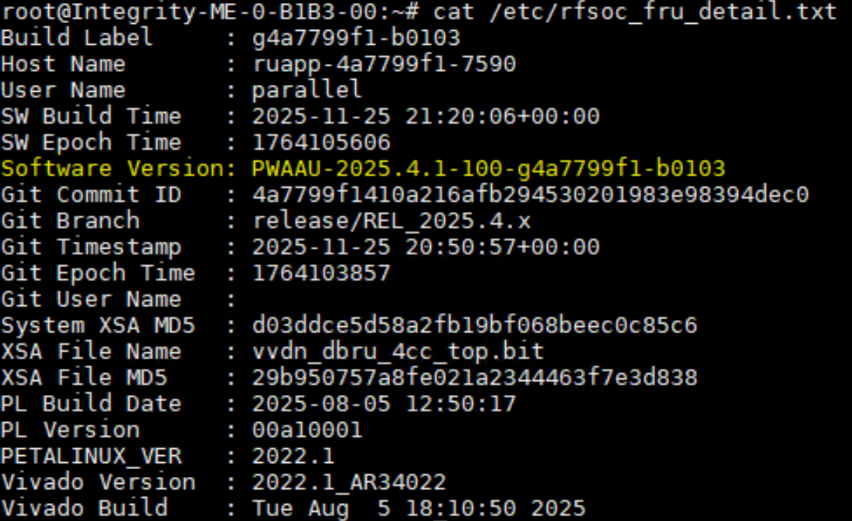 root@Integrity-ME-0-B1B3-00:~# cat /etc/rfsoc_fru_detail.txt
Build Label     : g4a7799f1-b0103
Host Name       : ruapp-4a7799f1-7590
User Name       : parallel
SW Build Time   : 2025-11-25 21:20:06+00:00
SW Epoch Time   : 1764105606
Software Version: PWAAU-2025.4.1-100-g4a7799f1-b0103
Git Commit ID   : 4a7799f1410a216afb294530201983e98394dec0
Git Branch      : release/REL_2025.4.x
Git Timestamp   : 2025-11-25 20:50:57+00:00
Git Epoch Time  : 1764103857
Git User Name   :
System XSA MD5  : d03ddce5d58a2fb19bf068beec0c85c6
XSA File Name   : vvdn_dbru_4cc_top.bit
XSA File MD5    : 29b950757a8fe021a2344463f7e3d838
PL Build Date   : 2025-08-05 12:50:17
PL Version      : 00a10001
PETALINUX_VER   : 2022.1
Vivado Version  : 2022.1_AR34022
Vivado Build    : Tue Aug  5 18:10:50 2025